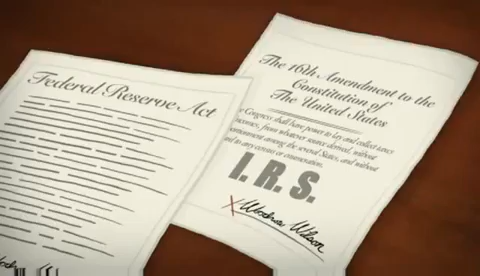 Federal Reserve Act
The 16th Amendment to the
Constitution of
The United States
Congress shall have power to lay and collect taxes
incomes, from whatever source derived, without
among the several States, and without
to any census or enumeration.
I. R. S.
X Woodrow Wilson